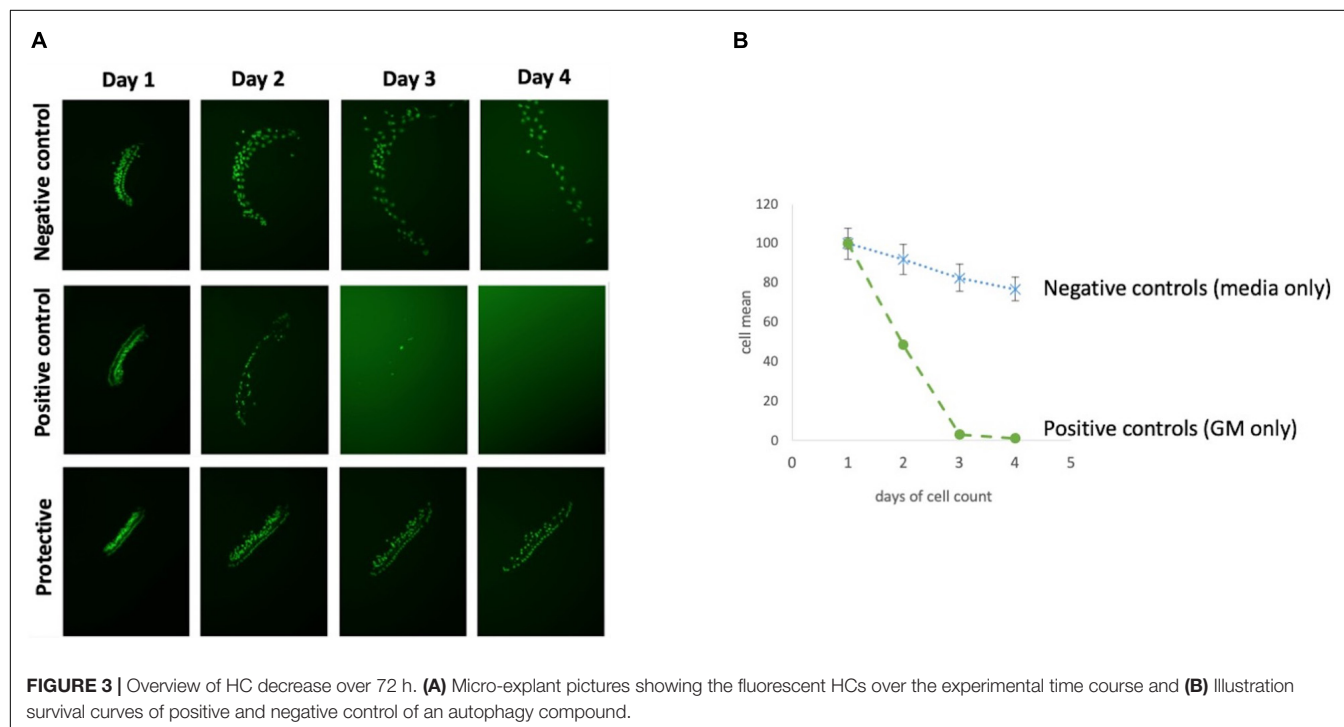 A
Day 1 Day 2 Day 3 Day 4
Negative control
Positive control
Protective
B
120
100
80
60
40
20
0
cell mean
0 1 2 3 4 5
days of cell count
Negative controls (media only)
Positive controls (GM only)
FIGURE 3 | Overview of HC decrease over 72 h. (A) Micro-explant pictures showing the fluorescent HCs over the experimental time course and (B) Illustration
survival curves of positive and negative control of an autophagy compound.